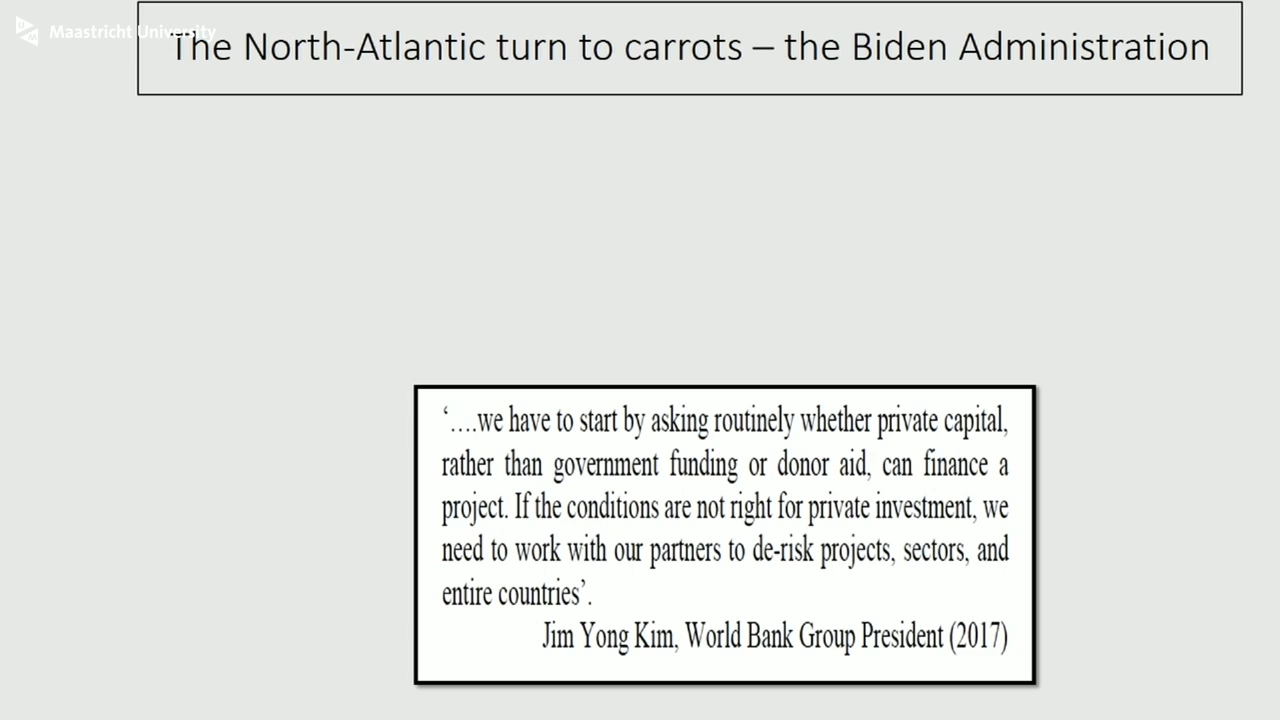 Maastricht University
The North-Atlantic turn to carrots – the Biden Administration
‘….we have to start by asking routinely whether private capital,
rather than government funding or donor aid, can finance a
project. If the conditions are not right for private investment, we
need to work with our partners to de-risk projects, sectors, and
entire countries’.
Jim Yong Kim, World Bank Group President (2017)